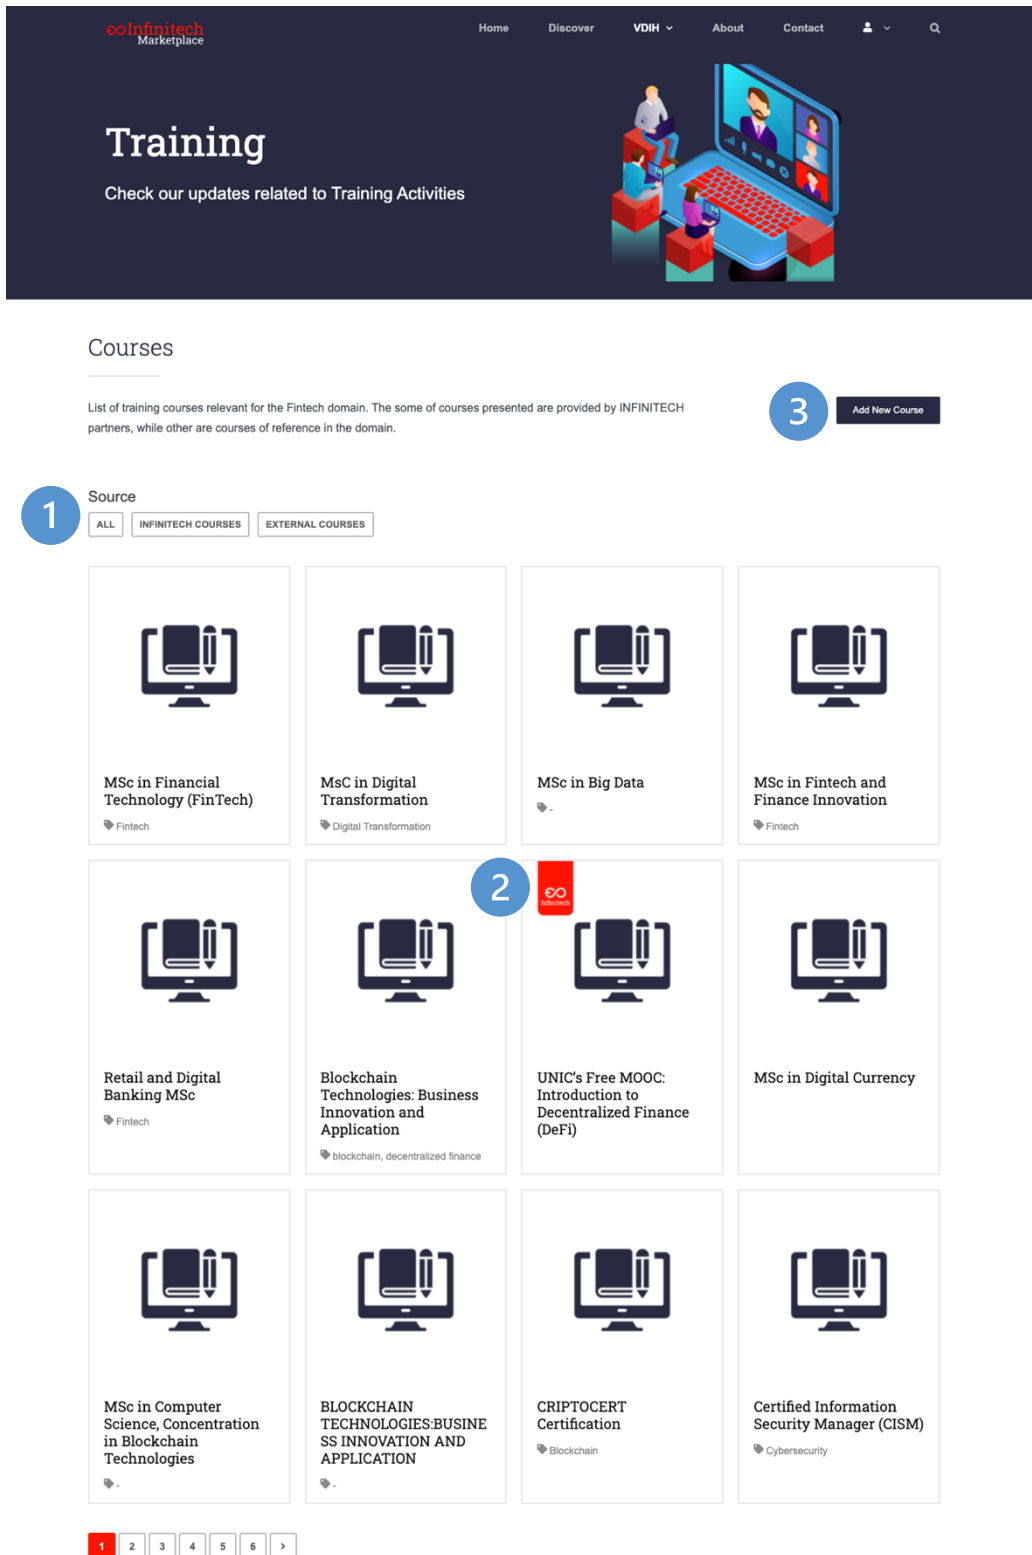 Infinitech
Marketplace
Home Discover VDIH About Contact
Training
Check our updates related to Training Activities
Courses
List of training courses relevant for the Fintech domain. The some of courses presented are provided by INFINITECH
partners, while other are courses of reference in the domain.
3
Add New Course
1
Source
ALL INFINITECH COURSES EXTERNAL COURSES
MSc in Financial
Technology (FinTech)
Fintech
MsC in Digital
Transformation
Digital Transformation
MSc in Big Data
-
MSc in Fintech and
Finance Innovation
Fintech
Retail and Digital
Banking MSc
Fintech
Blockchain
Technologies: Business
Innovation and
Application
blockchain, decentralized finance
2
Infinitech
UNIC's Free MOOC:
Introduction to
Decentralized Finance
(DeFi)
MSc in Digital Currency
MSc in Computer
Science, Concentration
in Blockchain
Technologies
-
BLOCKCHAIN
TECHNOLOGIES:BUSINE
SS INNOVATION AND
APPLICATION
-
CRIPTOCERT
Certification
Blockchain
Certified Information
Security Manager (CISM)
Cybersecurity
1 2 3 4 5 6 >